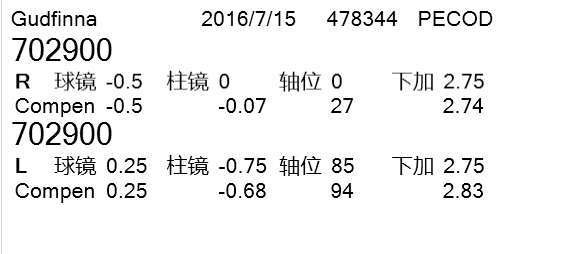 Gudfinna 2016/7/15 478344 PECOD
702900
R 球镜 -0.5 柱镜 0 轴位 0 下加 2.75
Compen -0.5 -0.07 27 2.74
702900
L 球镜 0.25 柱镜 -0.75 轴位 85 下加 2.75
Compen 0.25 -0.68 94 2.83